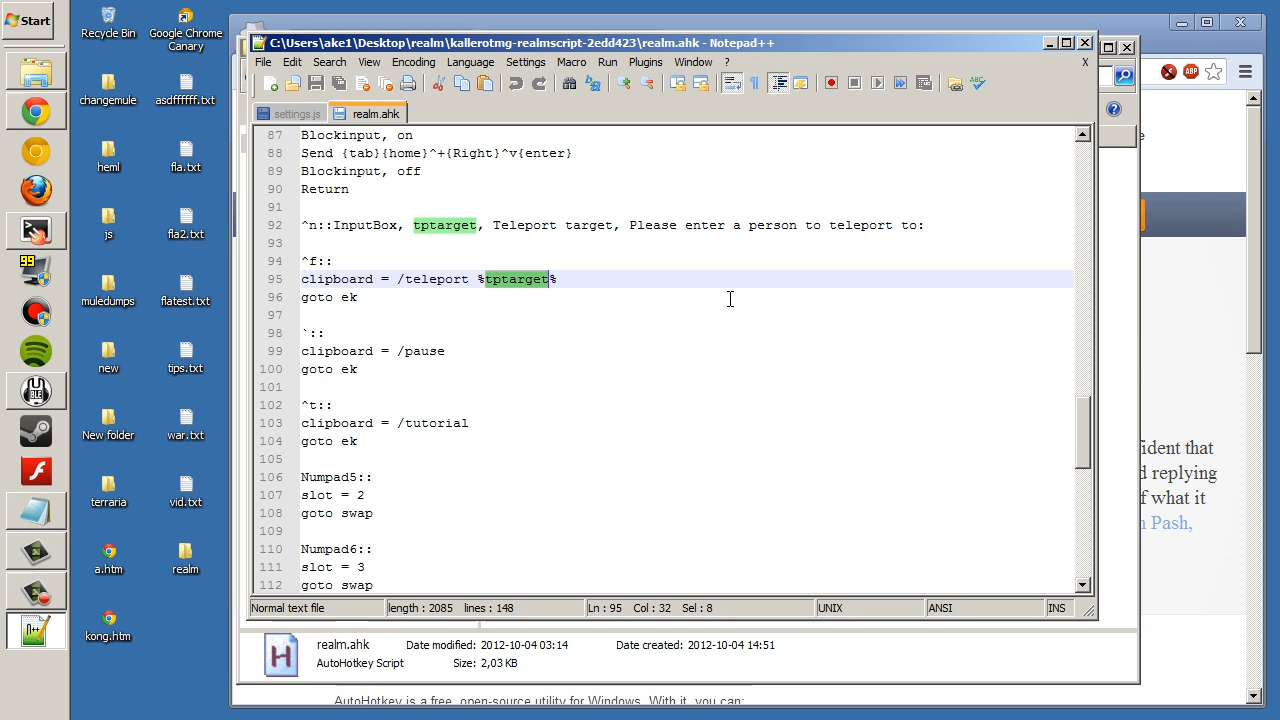 Start
Recycle Bin
Google Chrome
Canary
changemule
asdffffff.txt
heml
fla.txt
js
fla2.txt
99
muledumps
flatest.txt
new
tips.txt
New folder
war.txt
terraria
vid.txt
a.htm
realm
kong.htm
C:\Users\ake1\Desktop\realm\kallerotmg-realmscript-2edd423\realm.ahk - Notepad++
File Edit Search View Encoding Language Settings Macro Run Plugins Window ? X
settings.js realm.ahk
87 Blockinput, on
88 Send {tab}{home}^+{Right}^v{enter}
89 Blockinput, off
90 Return
91
92 ^n::InputBox, tptarget, Teleport target, Please enter a person to teleport to:
93
94 ^f::
95 clipboard = /teleport %tptarget%
96 goto ek
97
98 `::
99 clipboard = /pause
100 goto ek
101
102 ^t::
103 clipboard = /tutorial
104 goto ek
105
106 Numpad5::
107 slot = 2
108 goto swap
109
110 Numpad6::
111 slot = 3
112 goto swap
Normal text file length : 2085 lines : 148 Ln : 95 Col : 32 Sel : 8 UNIX ANSI INS
realm.ahk Date modified: 2012-10-04 03:14 Date created: 2012-10-04 14:51
AutoHotkey Script Size: 2,03 KB
AutoHotkey is a free, open-source utility for Windows. With it, you can:
ABP
ident that
d replying
f what it
n Pash,